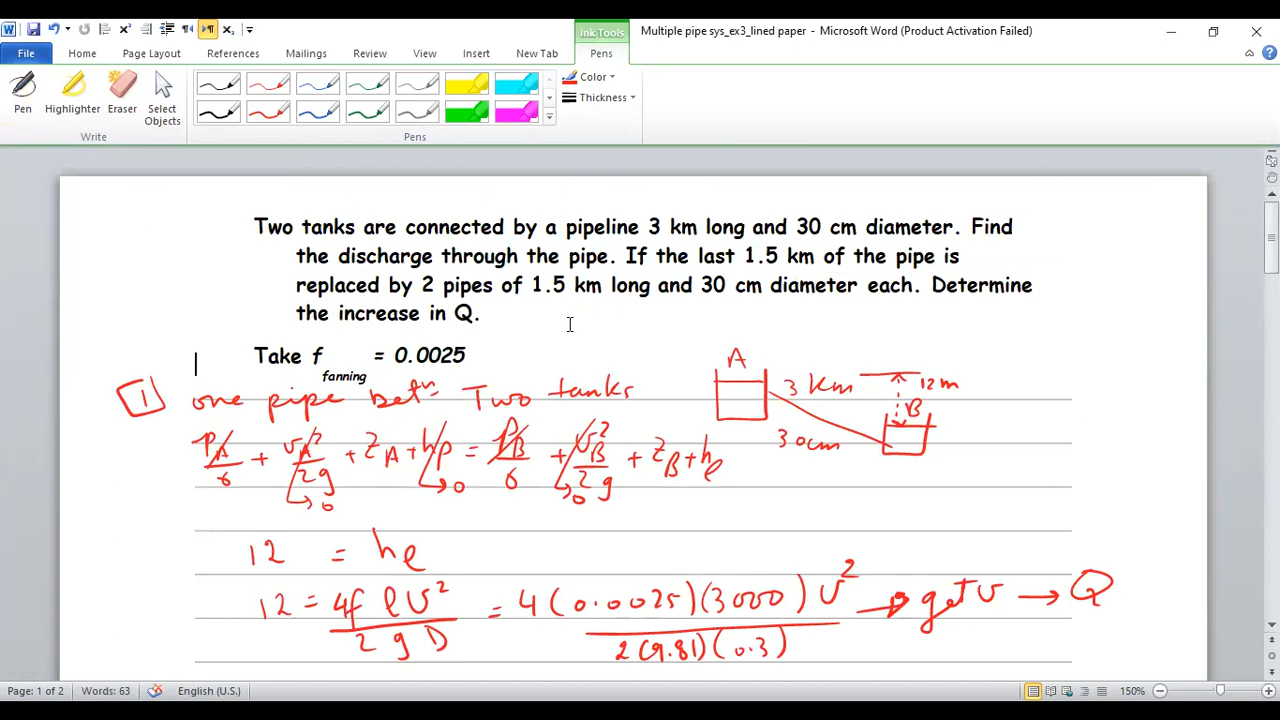 Ink Tools
Multiple pipe sys_ex3_lined paper - Microsoft Word (Product Activation Failed)
File Home Page Layout References Mailings Review View Insert New Tab Pens
Pen Highlighter Eraser Select Objects
Color
Thickness
Write Pens
Two tanks are connected by a pipeline 3 km long and 30 cm diameter. Find
the discharge through the pipe. If the last 1.5 km of the pipe is
replaced by 2 pipes of 1.5 km long and 30 cm diameter each. Determine
the increase in Q.
Take f fanning = 0.0025
1 one pipe betn Two tanks
A 3 Km 12m B 30cm
PA/γ + vA²/2g + ZA + hp = PB/γ + vB²/2g + ZB + hl
→0 →0 →0
12 = hl
12 = 4f l v² / 2 g D = 4 (0.0025)(3000) v² / 2(9.81)(0.3) → get v → Q
Page: 1 of 2 Words: 63 English (U.S.) 150%